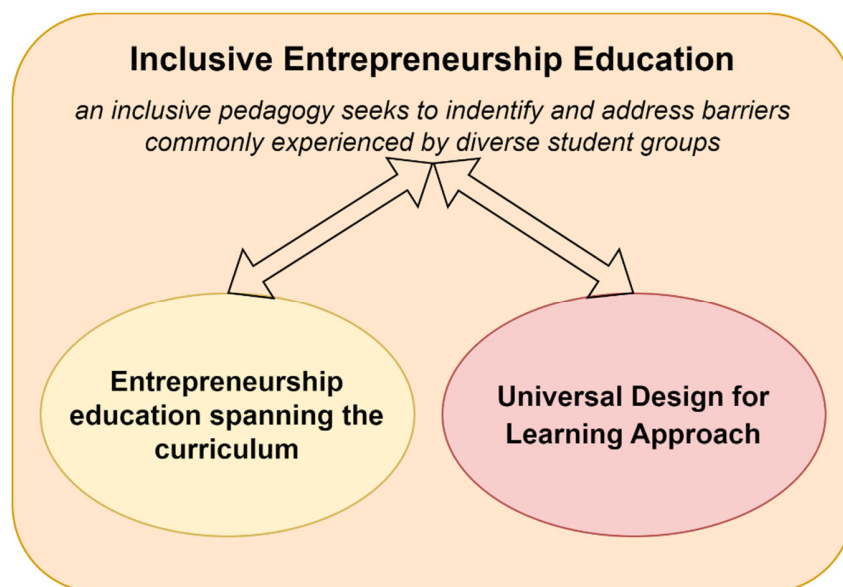 Inclusive Entrepreneurship Education
an inclusive pedagogy seeks to indentify and address barriers
commonly experienced by diverse student groups
Entrepreneurship
education spanning the
curriculum
Universal Design for
Learning Approach